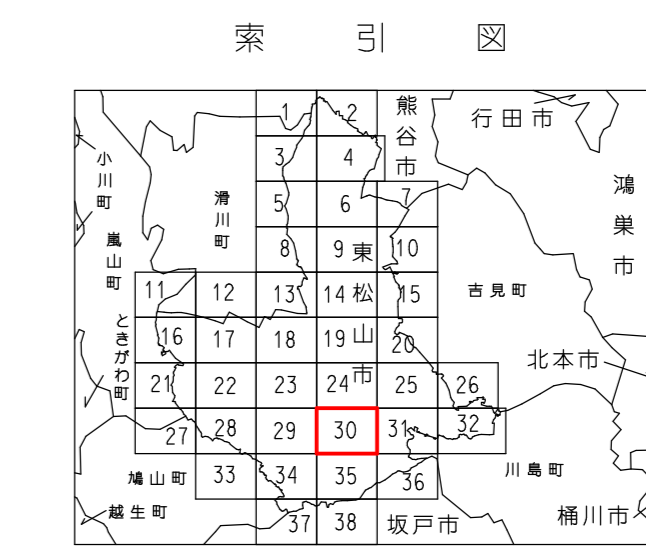 索引図
1 2
熊谷市
行田市
3 4
小川町
鴻巣市
滑川町
5 6 7
嵐山町
8 9 10
東松山市
吉見町
11 12 13 14 15
ときがわ町
16 17 18 19 20
北本市
21 22 23 24 25 26
27 28 29 30 31 32
鳩山町
33 34 35 36
川島町
越生町
37 38
坂戸市
桶川市